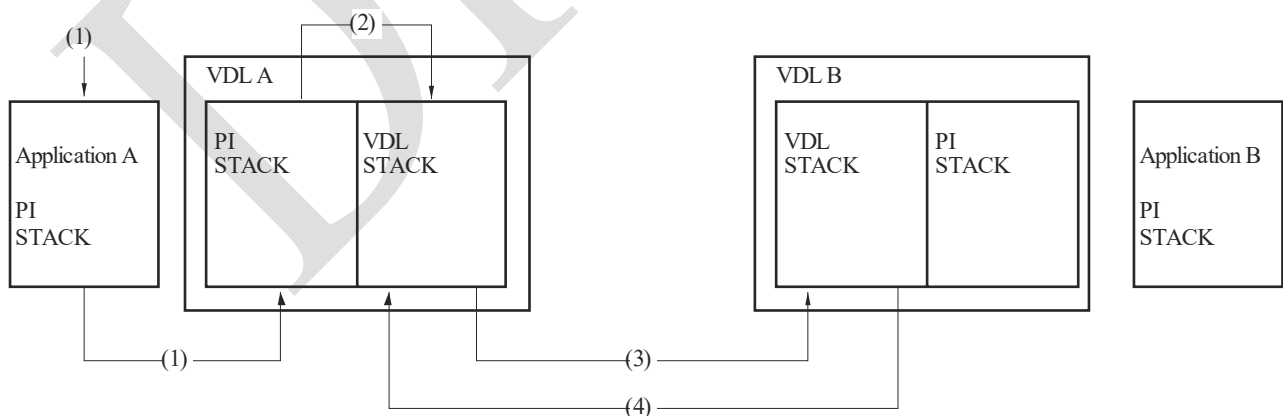 (2)
(1)
VDL A
VDL B
Application A
PI
STACK
PI
STACK
VDL
STACK
VDL
STACK
PI
STACK
Application B
PI
STACK
(1)
(3)
(4)